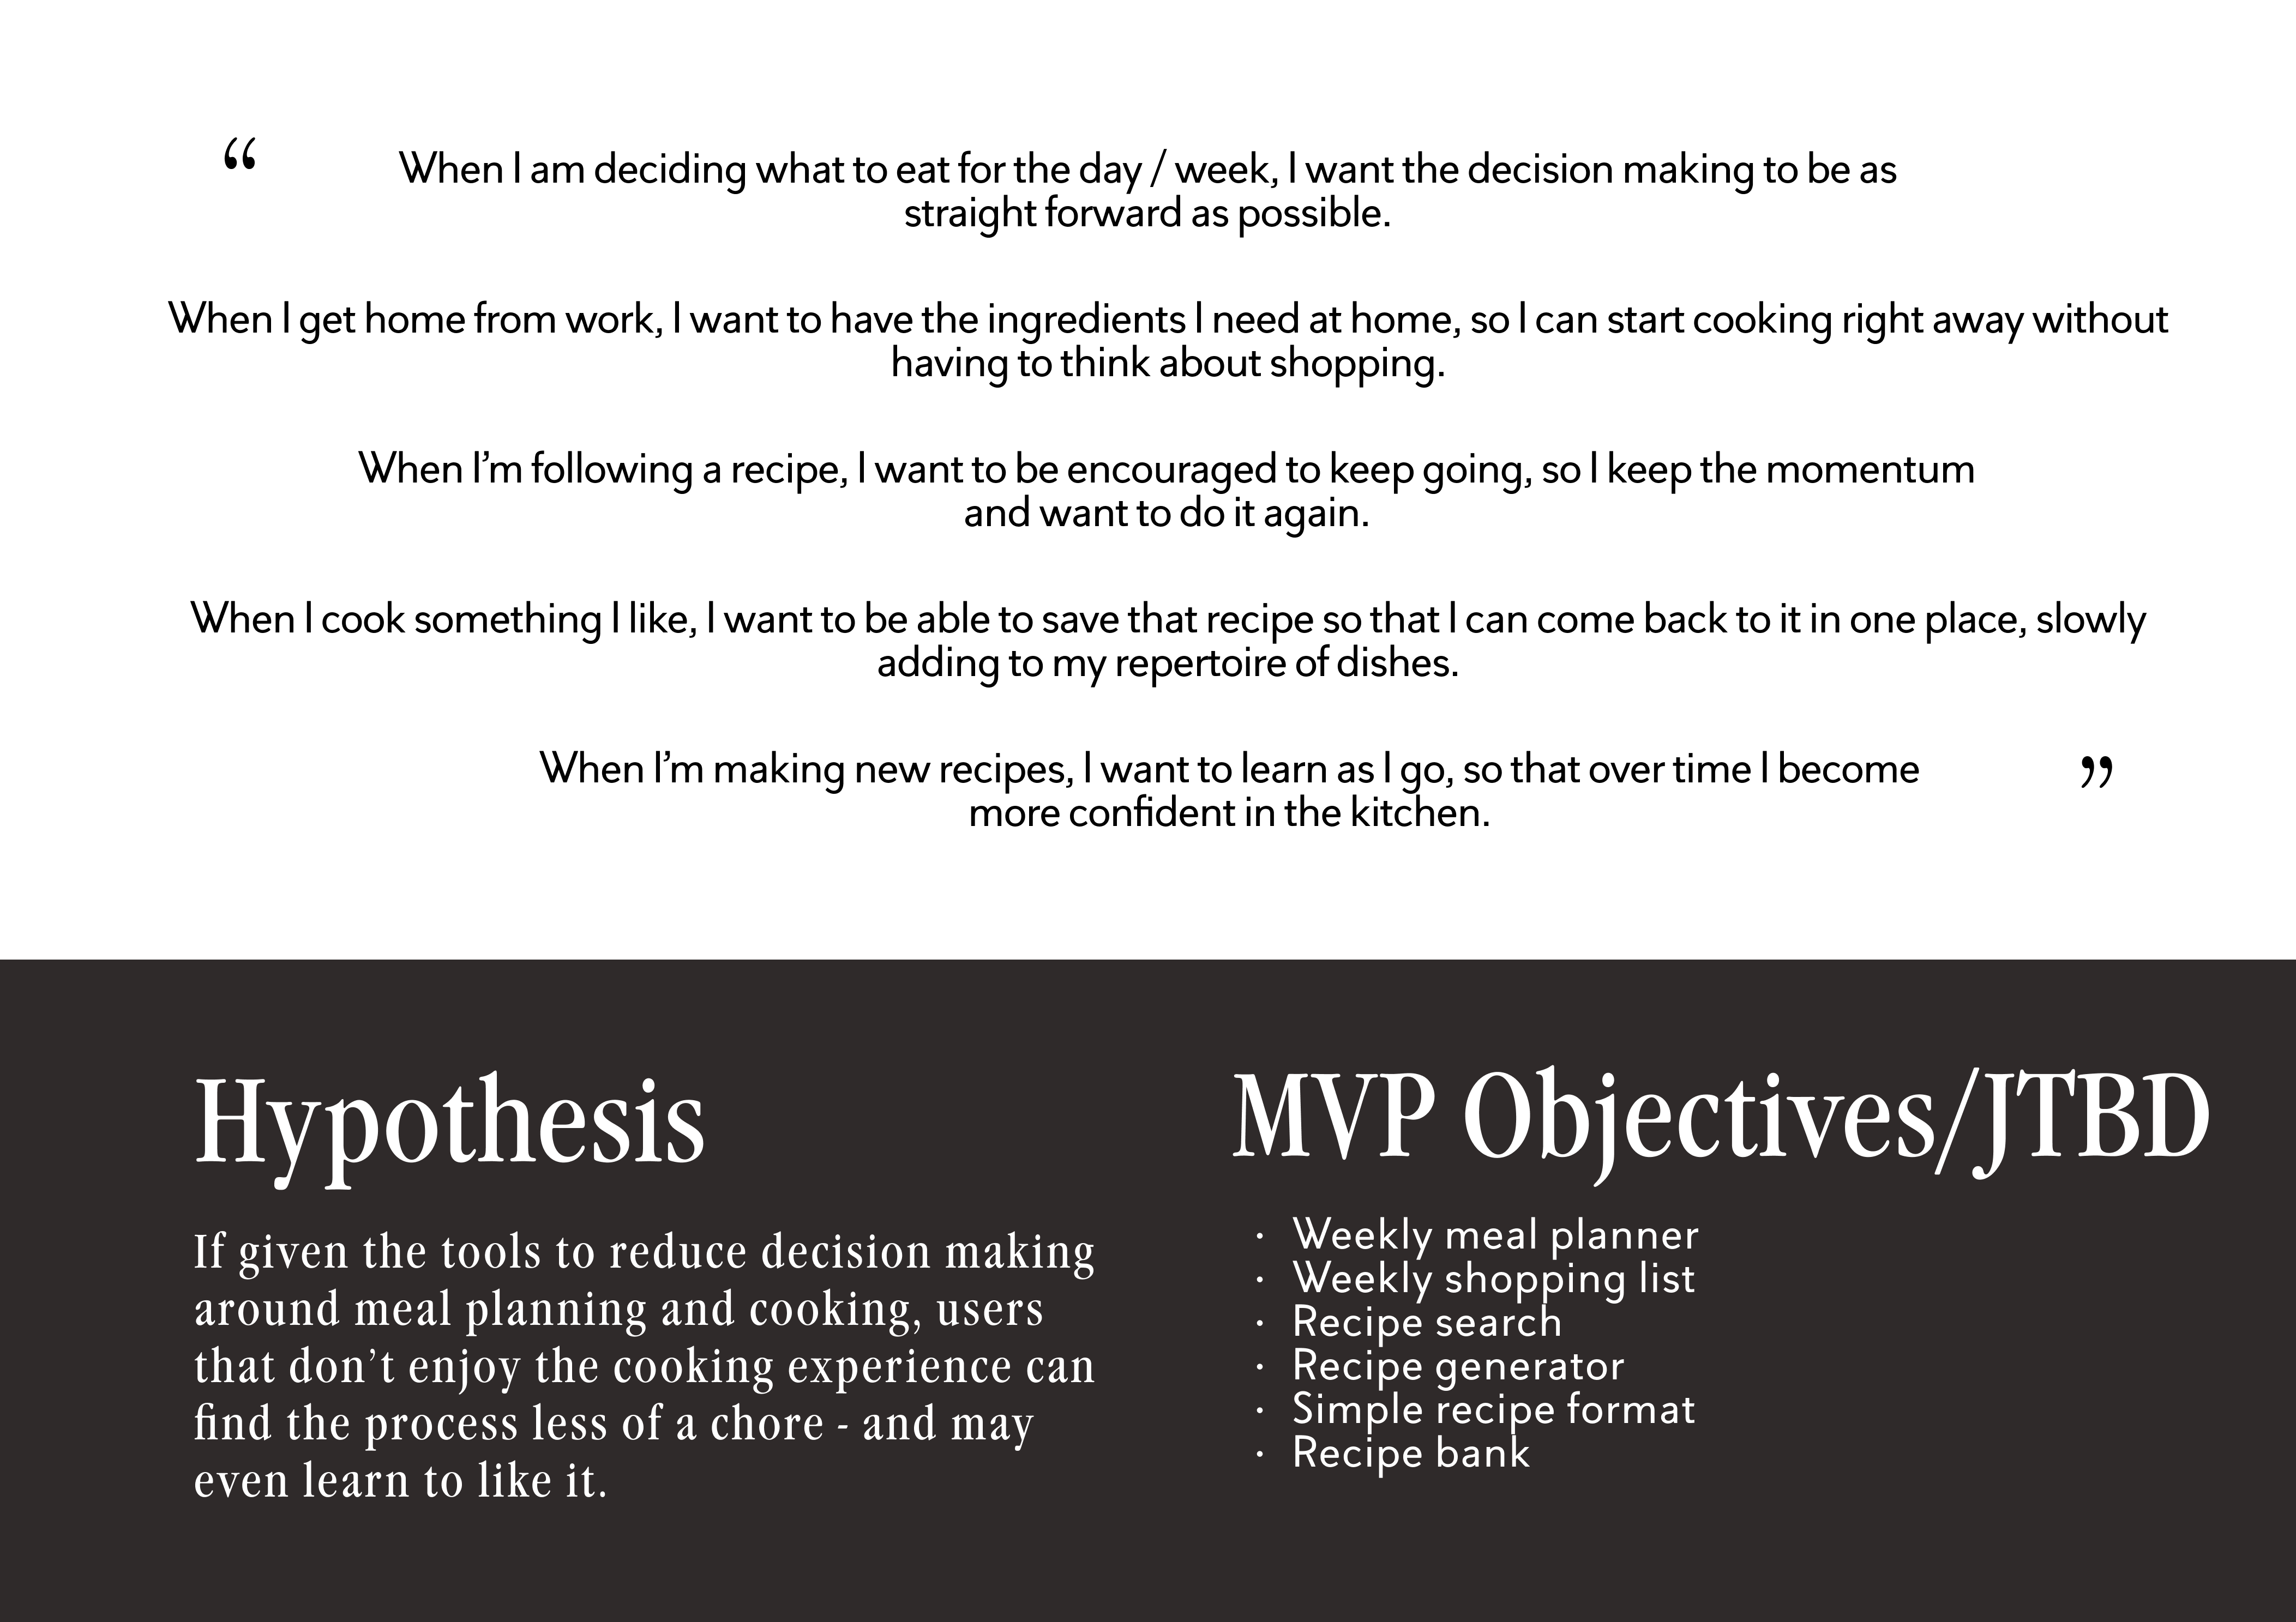 “
When I am deciding what to eat for the day / week, I want the decision making to be as
straight forward as possible.
When I get home from work, I want to have the ingredients I need at home, so I can start cooking right away without
having to think about shopping.
When I’m following a recipe, I want to be encouraged to keep going, so I keep the momentum
and want to do it again.
When I cook something I like, I want to be able to save that recipe so that I can come back to it in one place, slowly
adding to my repertoire of dishes.
When I’m making new recipes, I want to learn as I go, so that over time I become
more confident in the kitchen.
”
Hypothesis
If given the tools to reduce decision making
around meal planning and cooking, users
that don’t enjoy the cooking experience can
find the process less of a chore - and may
even learn to like it.
MVP Objectives/JTBD
· Weekly meal planner
· Weekly shopping list
· Recipe search
· Recipe generator
· Simple recipe format
· Recipe bank